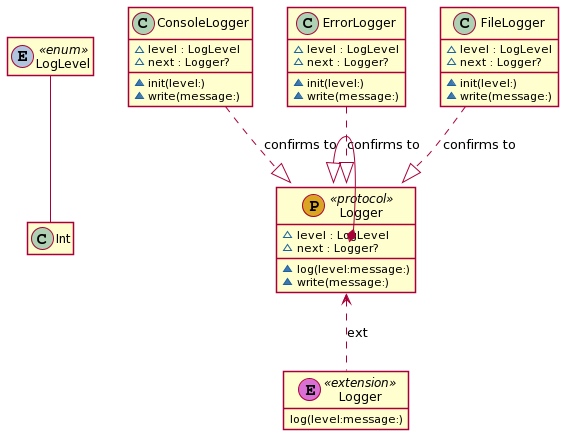 E «enum»
LogLevel
C ConsoleLogger
level : LogLevel
next : Logger?
init(level:)
write(message:)
C ErrorLogger
level : LogLevel
next : Logger?
init(level:)
write(message:)
C FileLogger
level : LogLevel
next : Logger?
init(level:)
write(message:)
confirms to
confirms to
confirms to
C Int
P «protocol»
Logger
level : LogLevel
next : Logger?
log(level:message:)
write(message:)
ext
E «extension»
Logger
log(level:message:)